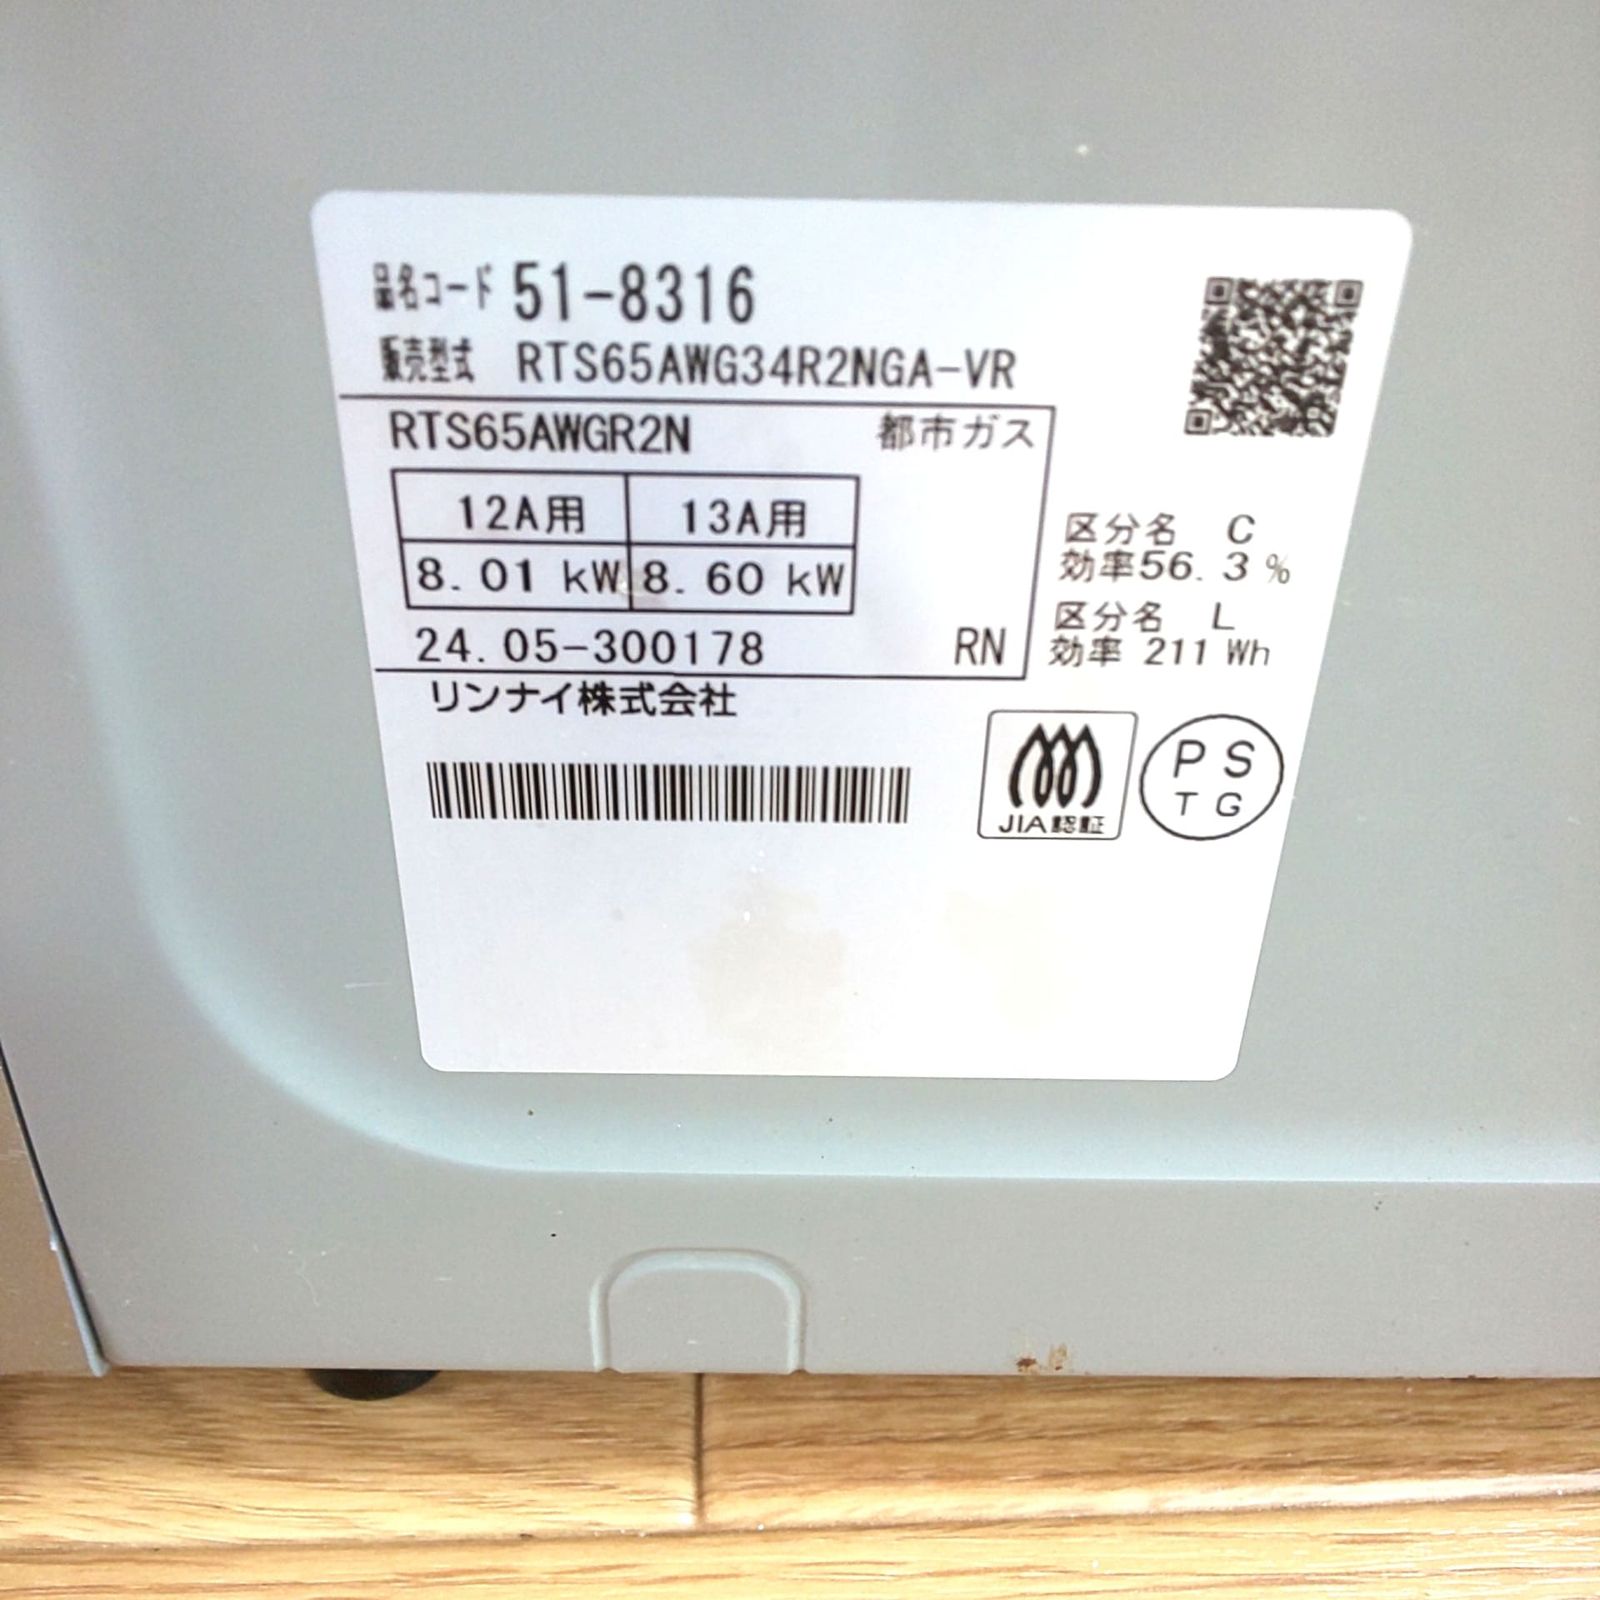 品名コード 51-8316
販売型式 RTS65AWG34R2NGA-VR
RTS65AWGR2N 都市ガス
12A用 13A用
8.01 kW 8.60 kW
24.05-300178 RN
リンナイ株式会社
区分名 C
効率56.3%
区分名 L
効率 211 Wh
JIA認証
PS
TG